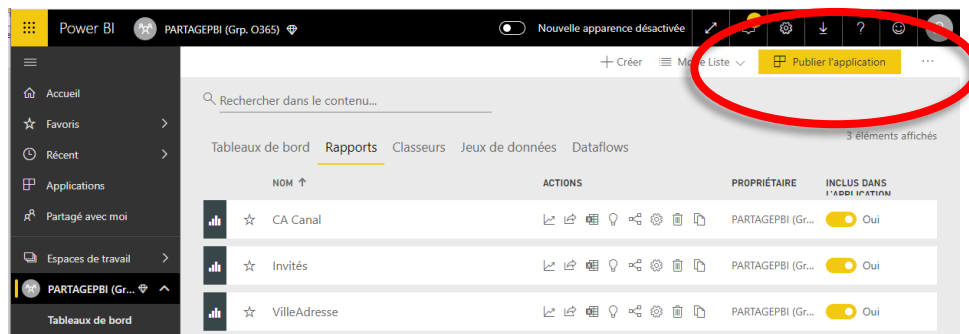 Power BI PARTAGEPBI (Grp. O365) Nouvelle apparence désactivée ?
Créer Mode Liste Publier l'application ...
Accueil
Rechercher dans le contenu...
Favoris
3 éléments affichés
Tableaux de bord Rapports Classeurs Jeux de données Dataflows
Récent
Applications
NOM ↑ ACTIONS PROPRIÉTAIRE INCLUS DANS
L'APPLICATION
Partagé avec moi
CA Canal PARTAGEPBI (Gr... Oui
Espaces de travail
Invités PARTAGEPBI (Gr... Oui
PARTAGEPBI (Gr...
VilleAdresse PARTAGEPBI (Gr... Oui
Tableaux de bord